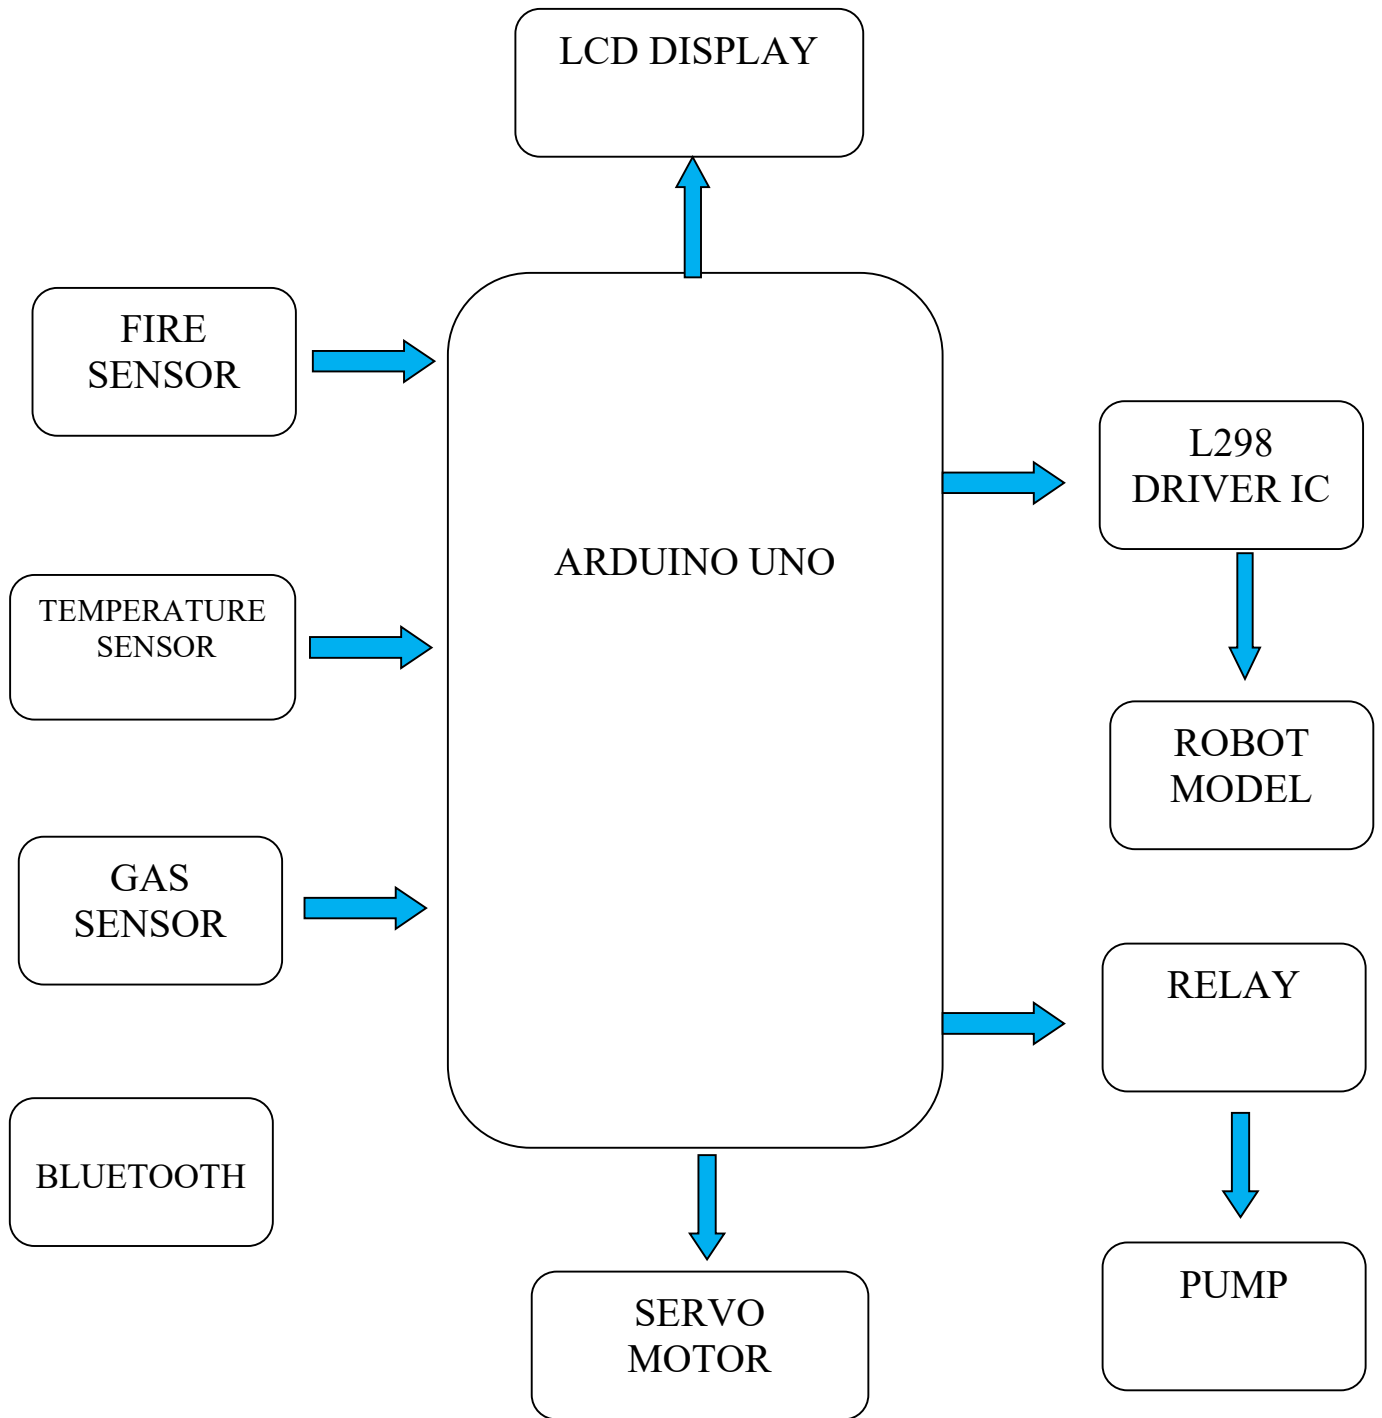 LCD DISPLAY
FIRE
SENSOR
L298
DRIVER IC
ARDUINO UNO
TEMPERATURE
SENSOR
ROBOT
MODEL
GAS
SENSOR
RELAY
BLUETOOTH
PUMP
SERVO
MOTOR